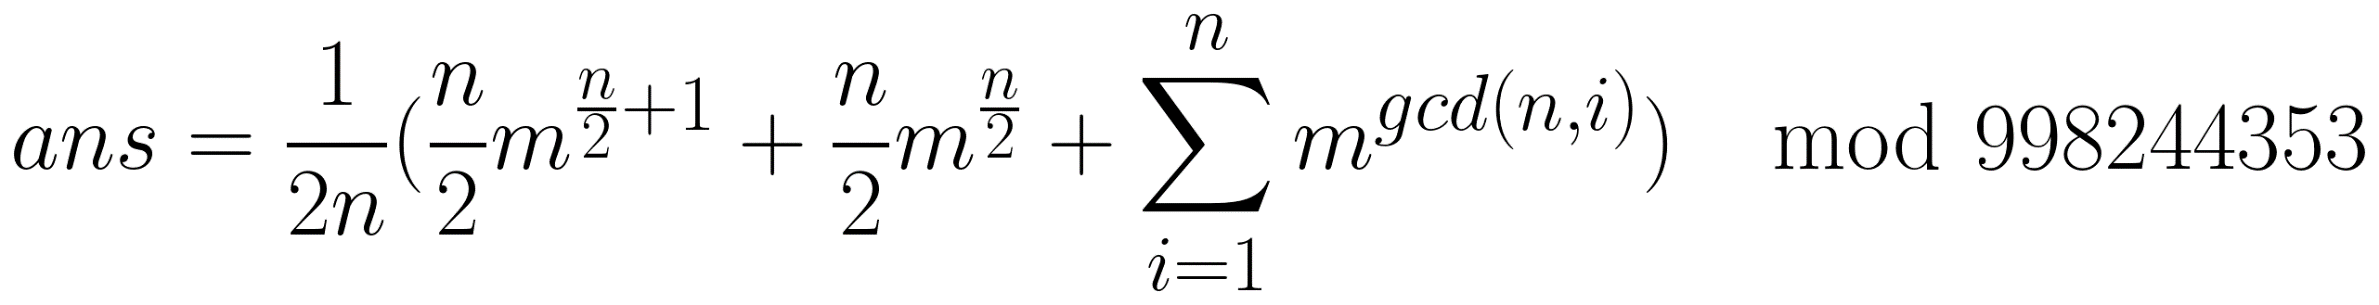 ans = \frac{1}{2n}(\frac{n}{2}m^{\frac{n}{2}+1} + \frac{n}{2}m^{\frac{n}{2}} + \sum_{i=1}^{n} m^{gcd(n,i)}) \mod 998244353